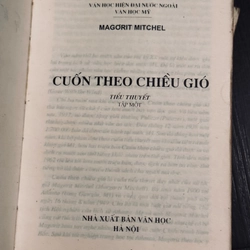 VĂN HỌC HIỆN ĐẠI NƯỚC NGOÀI
VĂN HỌC MỸ
MAGƠRIT MITCHEL
CUỐN THEO CHIỀU GIÓ
TIỂU THUYẾT
TẬP MỘT
NHÀ XUẤT BẢN VĂN HỌC
HÀ NỘI